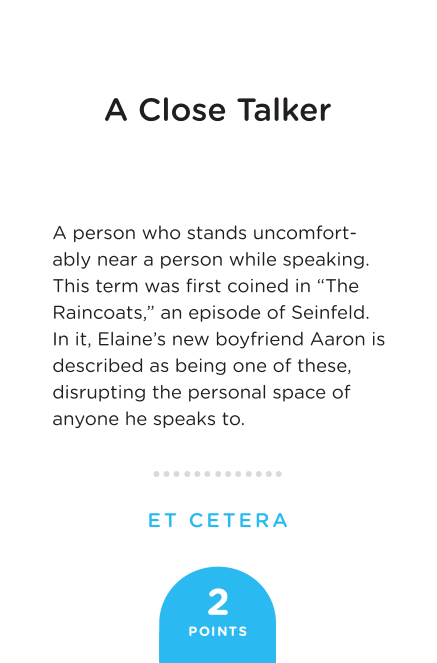 A Close Talker
A person who stands uncomfort-
ably near a person while speaking.
This term was first coined in “The
Raincoats,” an episode of Seinfeld.
In it, Elaine’s new boyfriend Aaron is
described as being one of these,
disrupting the personal space of
anyone he speaks to.
ET CETERA
2
POINTS